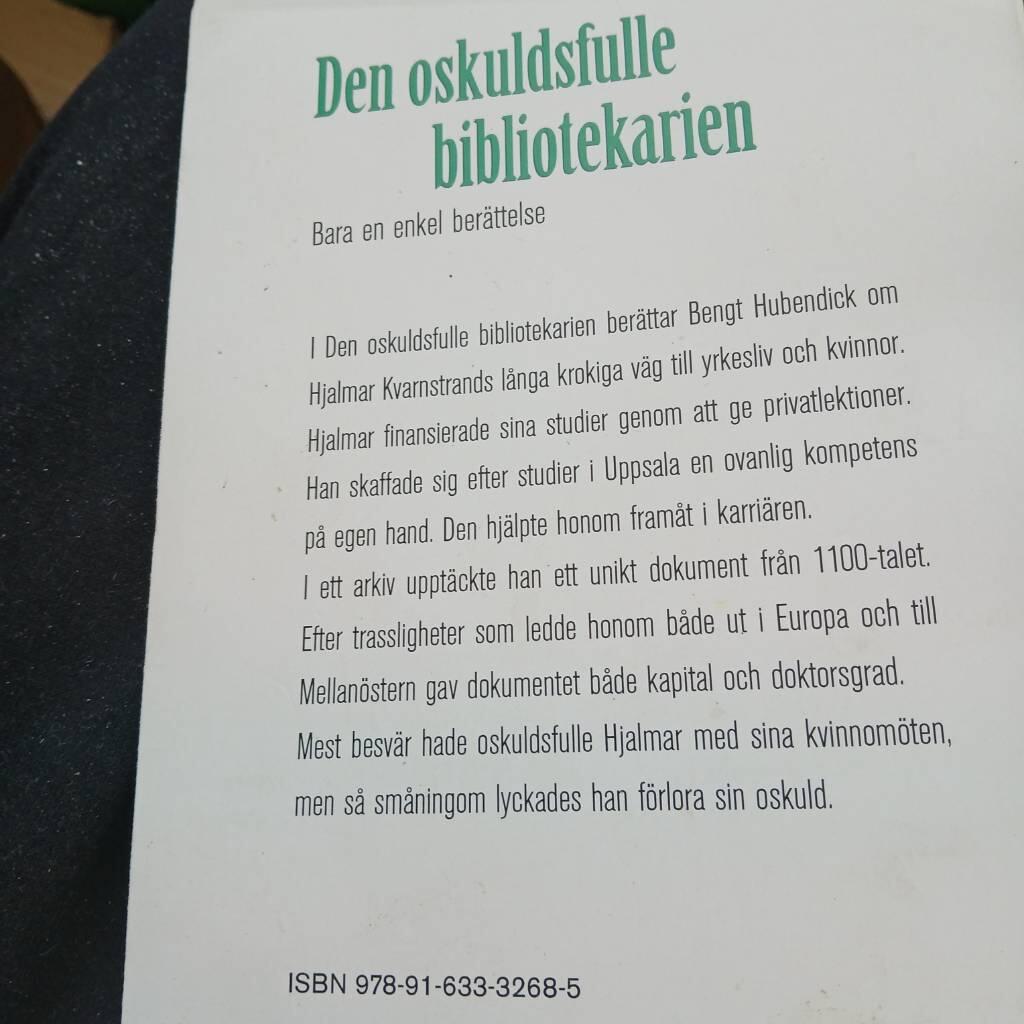 Den oskuldsfulle
bibliotekarien
Bara en enkel berättelse
I Den oskuldsfulle bibliotekarien berättar Bengt Hubendick om
Hjalmar Kvarnstrands långa krokiga väg till yrkesliv och kvinnor.
Hjalmar finansierade sina studier genom att ge privatlektioner.
Han skaffade sig efter studier i Uppsala en ovanlig kompetens
på egen hand. Den hjälpte honom framåt i karriären.
I ett arkiv upptäckte han ett unikt dokument från 1100-talet.
Efter trassligheter som ledde honom både ut i Europa och till
Mellanöstern gav dokumentet både kapital och doktorsgrad.
Mest besvär hade oskuldsfulle Hjalmar med sina kvinnomöten,
men så småningom lyckades han förlora sin oskuld.
ISBN 978-91-633-3268-5